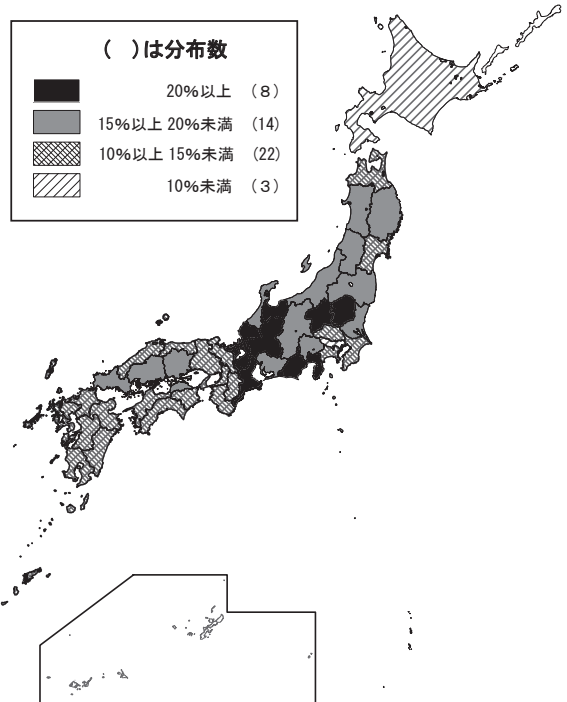 （　）は分布数
20％以上　（８）
15％以上 20％未満　（14）
10％以上 15％未満　（22）
10％未満　（３）